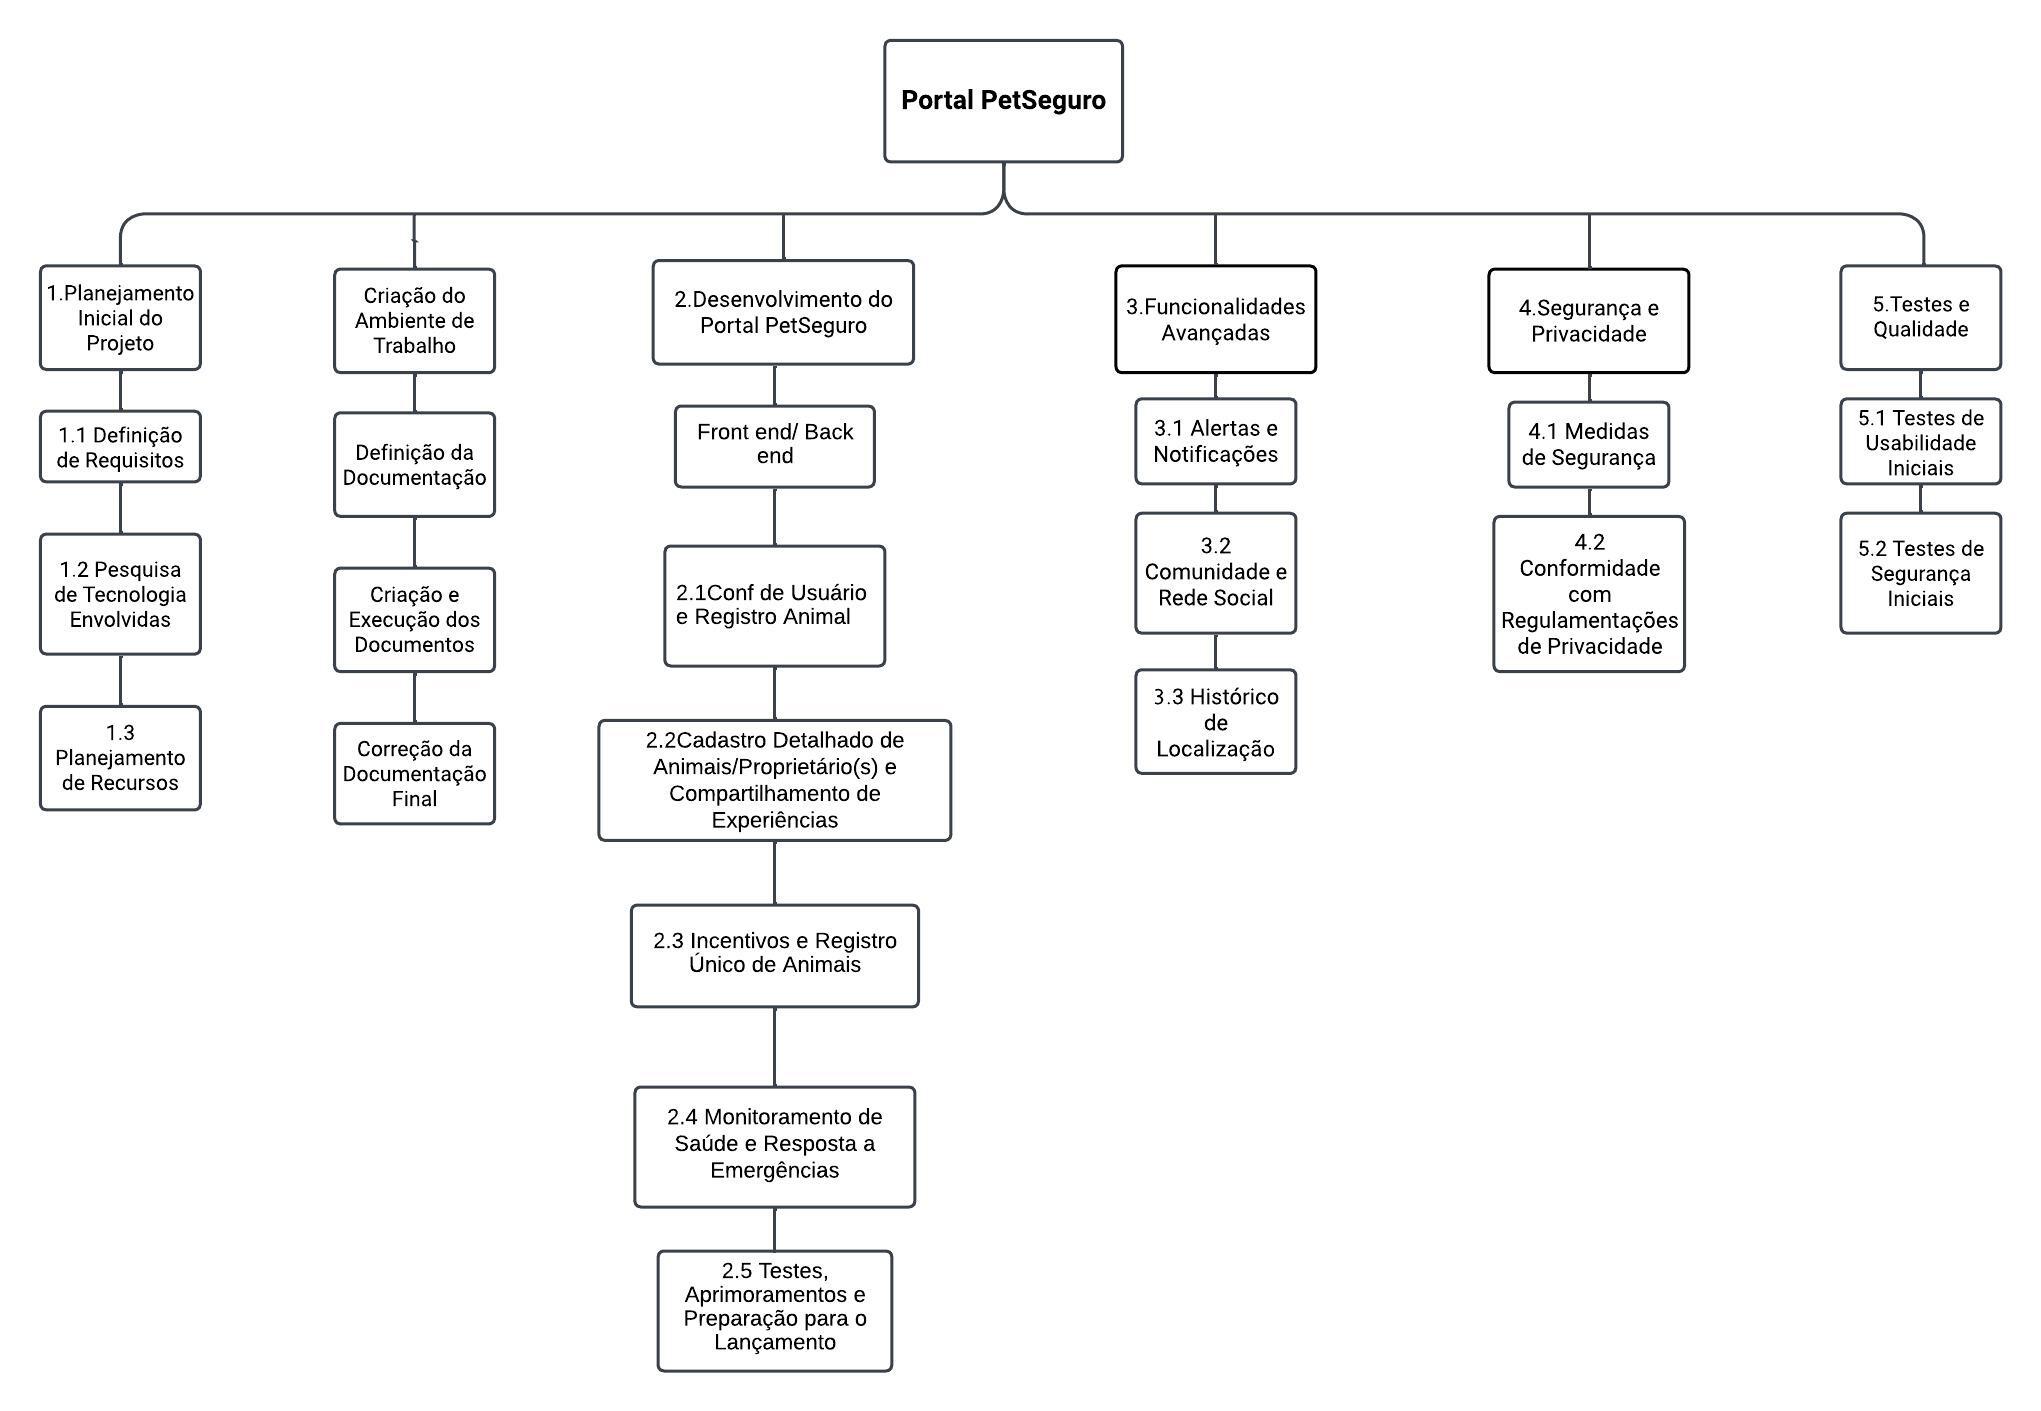 Portal PetSeguro
1.Planejamento
Inicial do
Projeto
1.1 Definição
de Requisitos
1.2 Pesquisa
de Tecnologia
Envolvidas
1.3
Planejamento
de Recursos
Criação do
Ambiente de
Trabalho
Definição da
Documentação
Criação e
Execução dos
Documentos
Correção da
Documentação
Final
2.Desenvolvimento do
Portal PetSeguro
Front end/ Back
end
2.1Conf de Usuário
e Registro Animal
2.2Cadastro Detalhado de
Animais/Proprietário(s) e
Compartilhamento de
Experiências
2.3 Incentivos e Registro
Único de Animais
2.4 Monitoramento de
Saúde e Resposta a
Emergências
2.5 Testes,
Aprimoramentos e
Preparação para o
Lançamento
3.Funcionalidades
Avançadas
3.1 Alertas e
Notificações
3.2
Comunidade e
Rede Social
3.3 Histórico
de
Localização
4.Segurança e
Privacidade
4.1 Medidas
de Segurança
4.2
Conformidade
com
Regulamentações
de Privacidade
5.Testes e
Qualidade
5.1 Testes de
Usabilidade
Iniciais
5.2 Testes de
Segurança
Iniciais